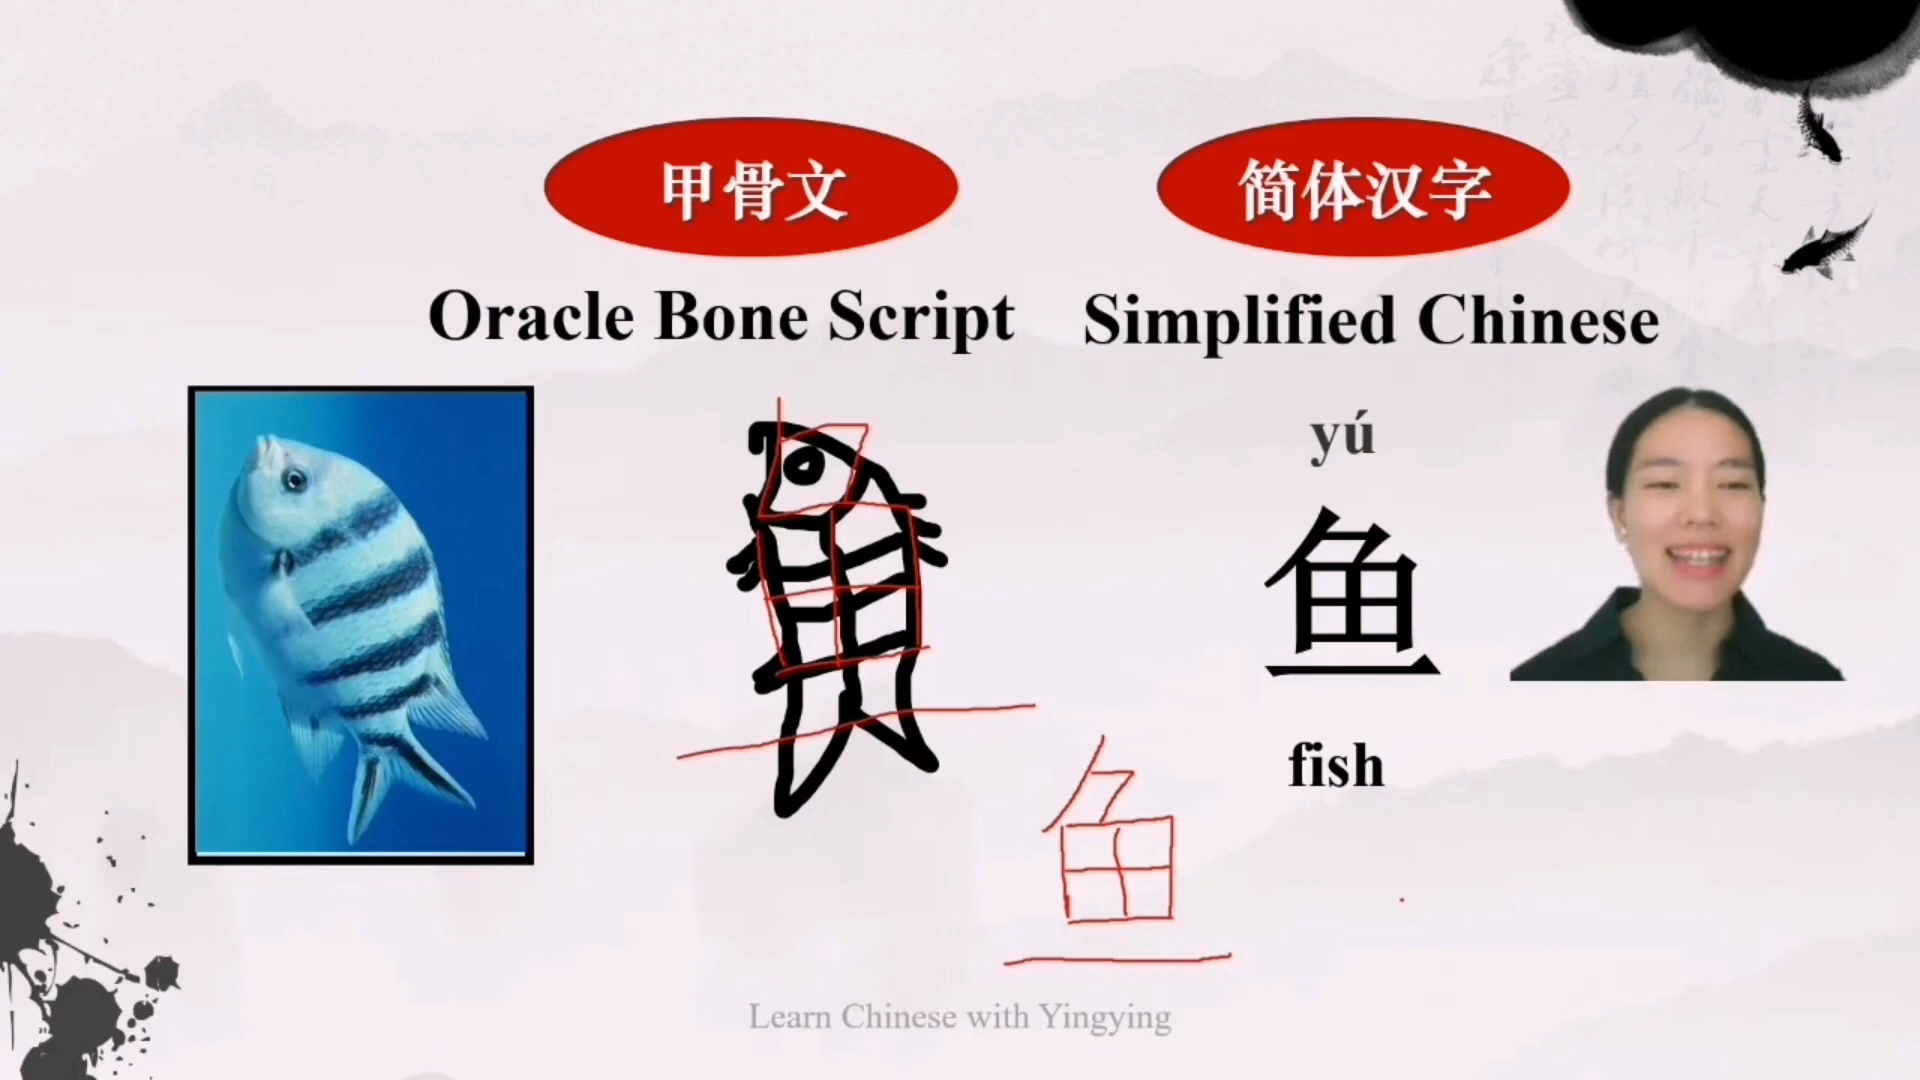 甲骨文
简体汉字
Oracle Bone Script
Simplified Chinese
yú
鱼
fish
鱼
Learn Chinese with Yingying